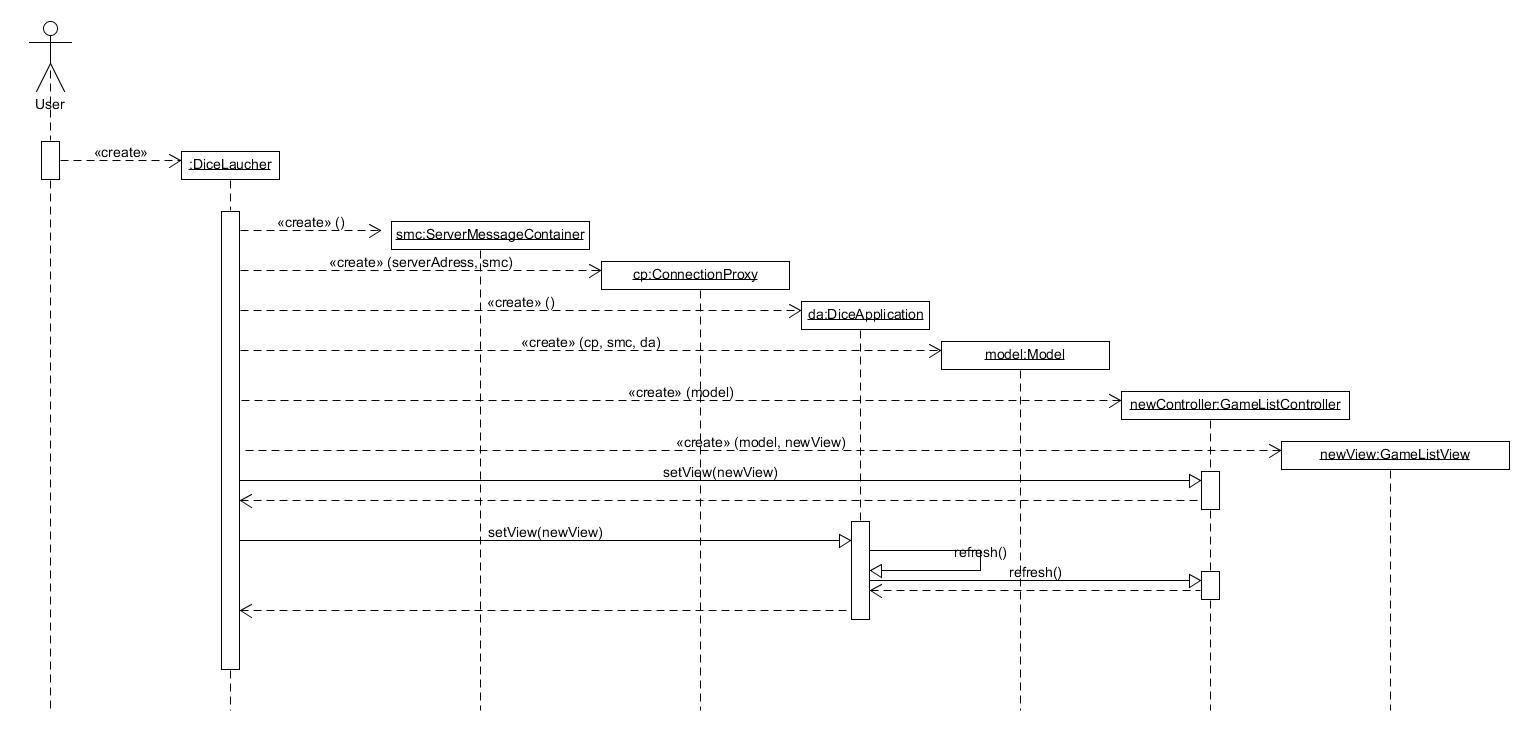 User
«create»
:DiceLaucher
«create» ()
smc:ServerMessageContainer
«create» (serverAdress, smc)
cp:ConnectionProxy
«create» ()
da:DiceApplication
«create» (cp, smc, da)
model:Model
«create» (model)
newController:GameListController
«create» (model, newView)
newView:GameListView
setView(newView)
setView(newView)
refresh()
refresh()